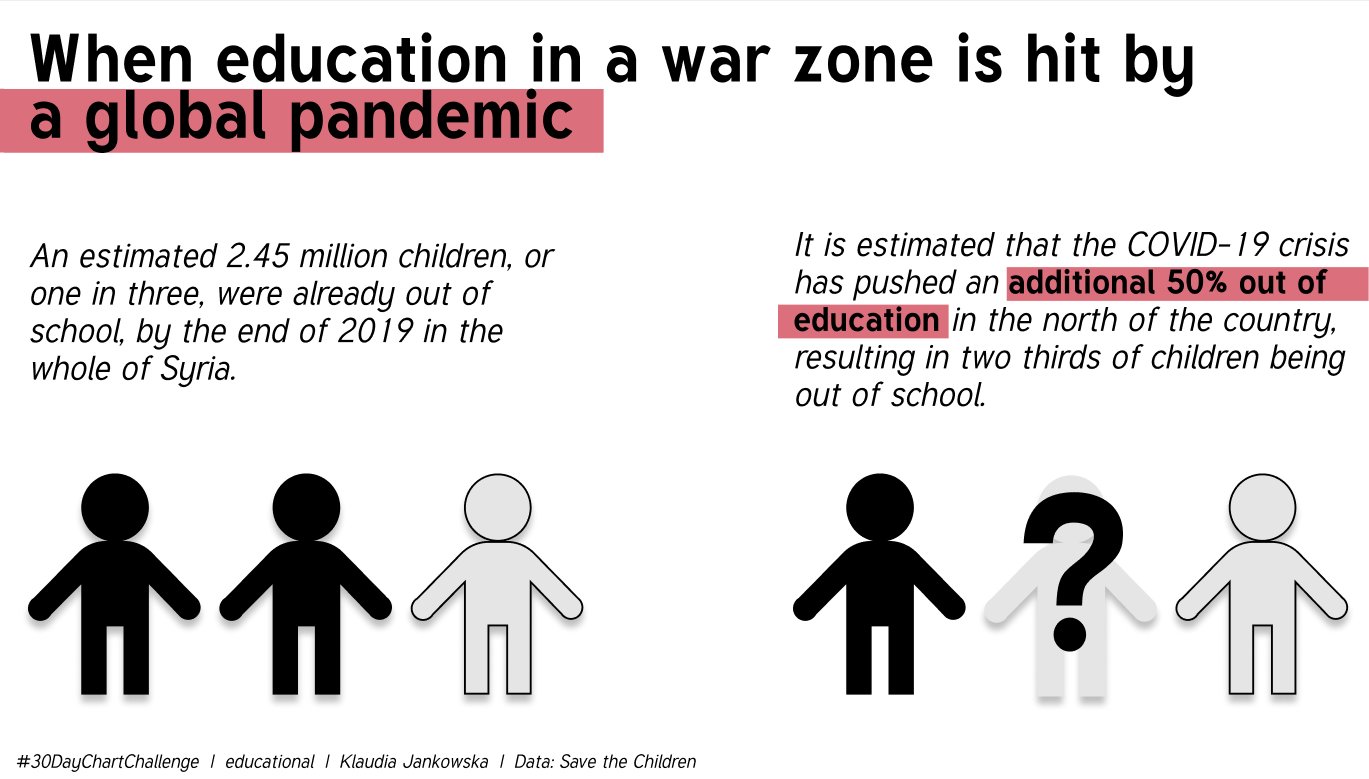 When education in a war zone is hit by
a global pandemic
An estimated 2.45 million children, or
one in three, were already out of
school, by the end of 2019 in the
whole of Syria.
It is estimated that the COVID-19 crisis
has pushed an additional 50% out of
education in the north of the country,
resulting in two thirds of children being
out of school.
?
#30DayChartChallenge | educational | Klaudia Jankowska | Data: Save the Children